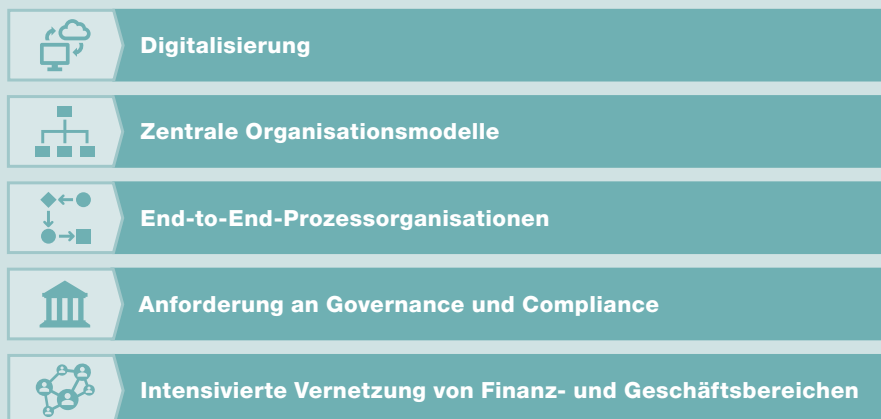 Digitalisierung
Zentrale Organisationsmodelle
End-to-End-Prozessorganisationen
Anforderung an Governance und Compliance
Intensivierte Vernetzung von Finanz- und Geschäftsbereichen